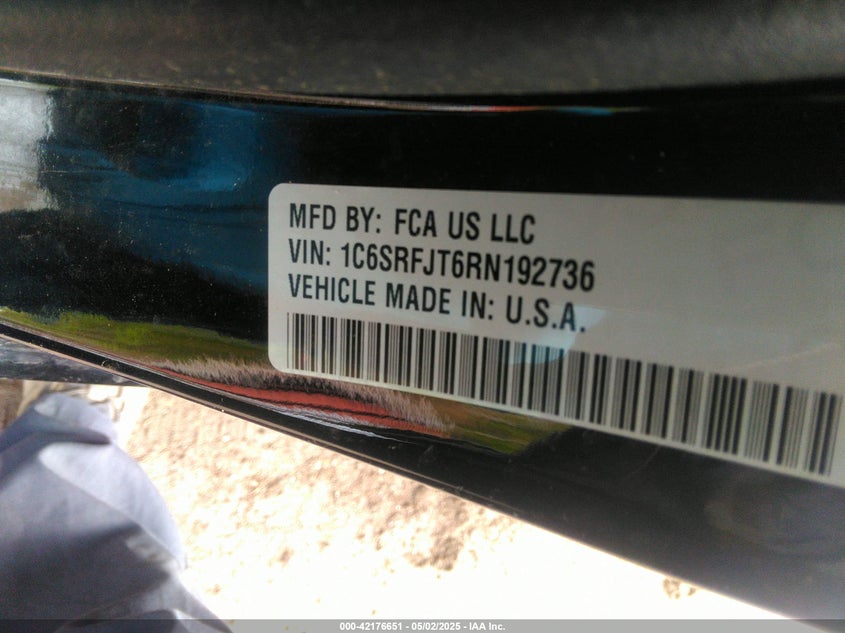 MFD BY: FCA US LLC
VIN: 1C6SRFJT6RN192736
VEHICLE MADE IN: U.S.A.
000-42176651 - 05/02/2025 - IAA Inc.